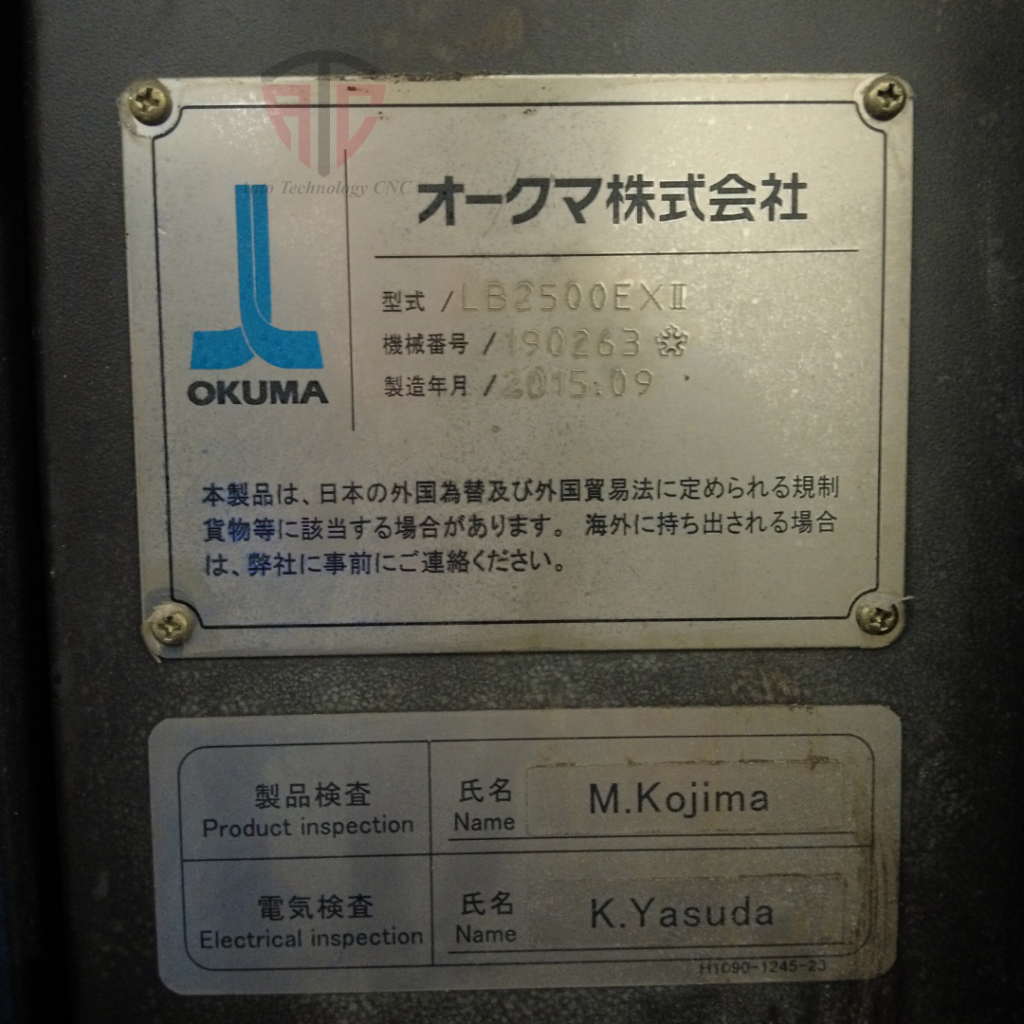 Auto Technology CNC
オークマ株式会社
OKUMA
型式 / LB2500EXⅡ
機械番号 / 190263
製造年月 / 2015.09
本製品は、日本の外国為替及び外国貿易法に定められる規制
貨物等に該当する場合があります。 海外に持ち出される場合
は、弊社に事前にご連絡ください。
製品検査
Product inspection
氏名
Name
M.Kojima
電気検査
Electrical inspection
氏名
Name
K.Yasuda
H1090-1245-23